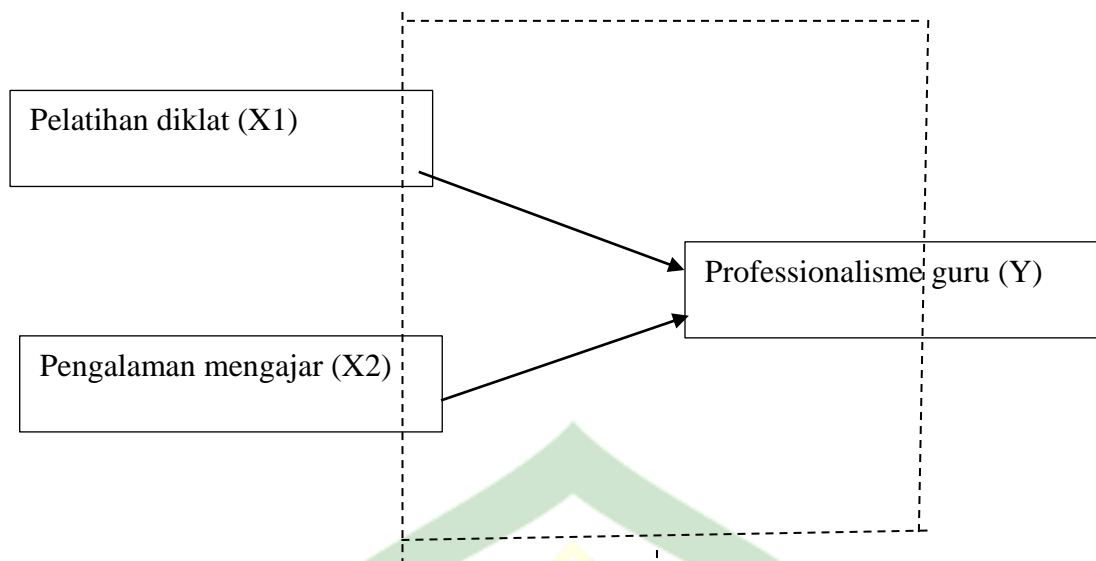 Pelatihan diklat (X1)
Professionalisme guru (Y)
Pengalaman mengajar (X2)